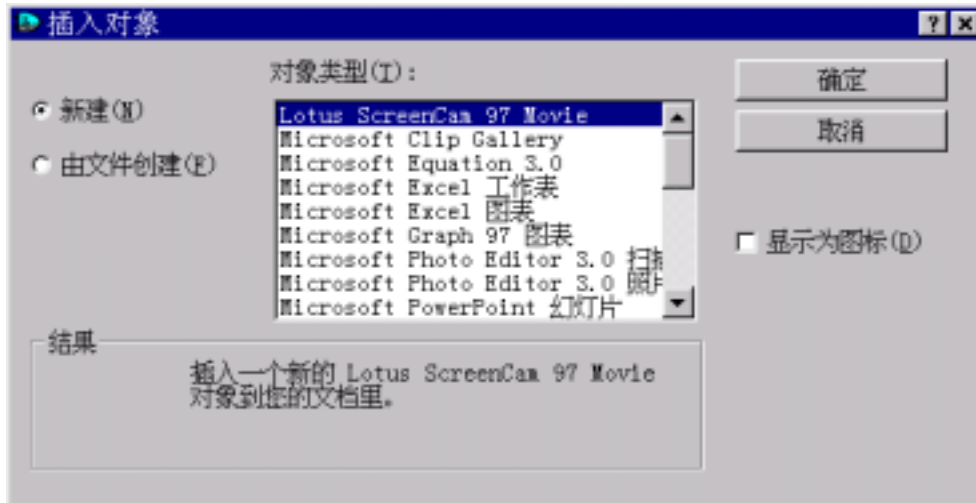 插入对象
对象类型(T):
新建(N)
由文件创建(F)
Lotus ScreenCam 97 Movie
Microsoft Clip Gallery
Microsoft Equation 3.0
Microsoft Excel 工作表
Microsoft Excel 图表
Microsoft Graph 97 图表
Microsoft Photo Editor 3.0 扫描
Microsoft Photo Editor 3.0 照片
Microsoft PowerPoint 幻灯片
确定
取消
显示为图标(D)
结果
插入一个新的 Lotus ScreenCam 97 Movie
对象到您的文档里。